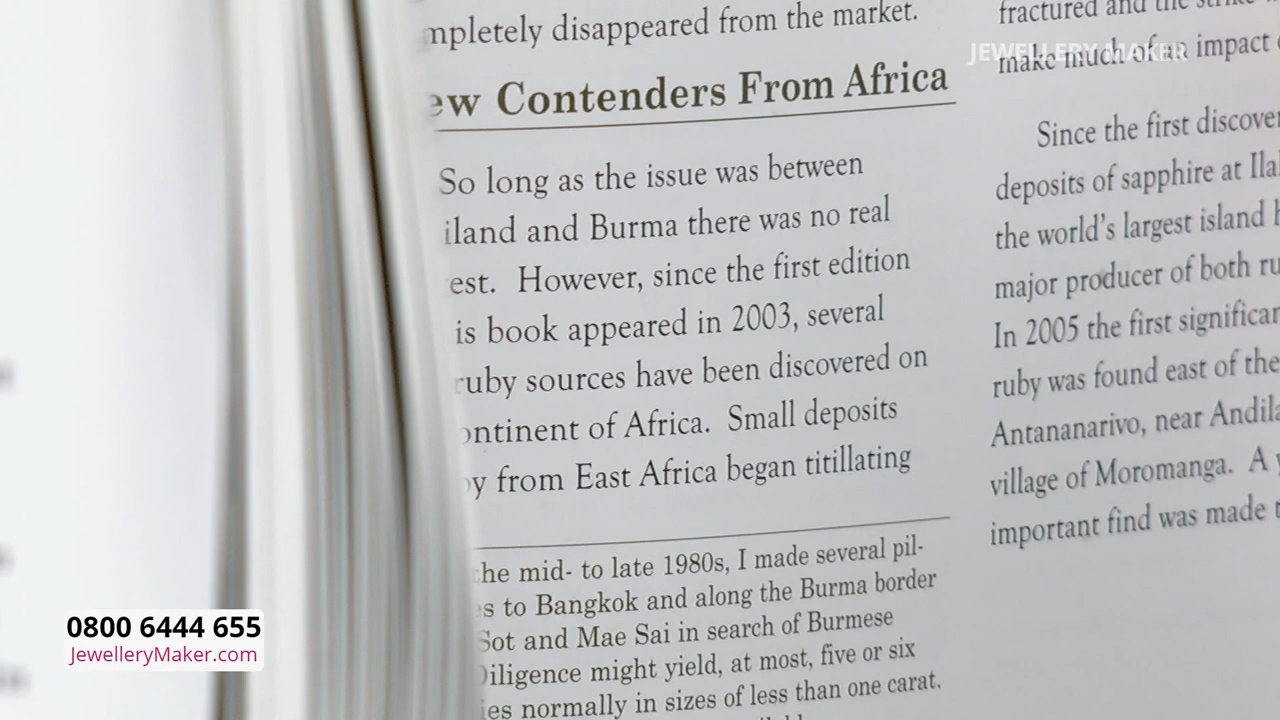 mpletely disappeared from the market.
ew Contenders From Africa
So long as the issue was between
iland and Burma there was no real
est. However, since the first edition
is book appeared in 2003, several
ruby sources have been discovered on
ontinent of Africa. Small deposits
y from East Africa began titillating
he mid- to late 1980s, I made several pil-
s to Bangkok and along the Burma border
Sot and Mae Sai in search of Burmese
Diligence might yield, at most, five or six
ies normally in sizes of less than one carat.
fractured and the
make much of an impact
Since the first discover
deposits of sapphire at Ila
the world's largest island
major producer of both ru
In 2005 the first significan
ruby was found east of the
Antananarivo, near Andila
village of Moromanga. A
important find was made
JEWELLERY MAKER
0800 6444 655
JewelleryMaker.com